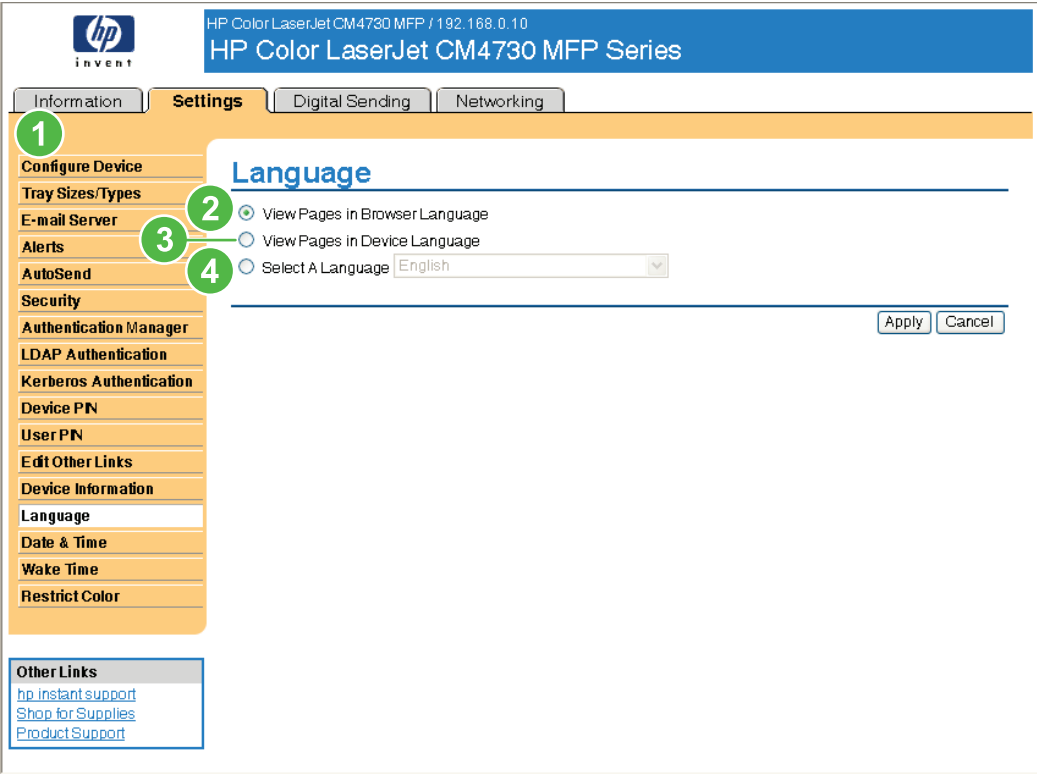 hp
invent
HP Color LaserJet CM4730 MFP / 192.168.0.10
HP Color LaserJet CM4730 MFP Series
Information
Settings
Digital Sending
Networking
1
Configure Device
Tray Sizes/Types
E-mail Server
Alerts
AutoSend
Security
Authentication Manager
LDAP Authentication
Kerberos Authentication
Device PIN
User PIN
Edit Other Links
Device Information
Language
Date & Time
Wake Time
Restrict Color
Other Links
hp instant support
Shop for Supplies
Product Support
Language
2 View Pages in Browser Language
3 View Pages in Device Language
4 Select A Language English
Apply Cancel